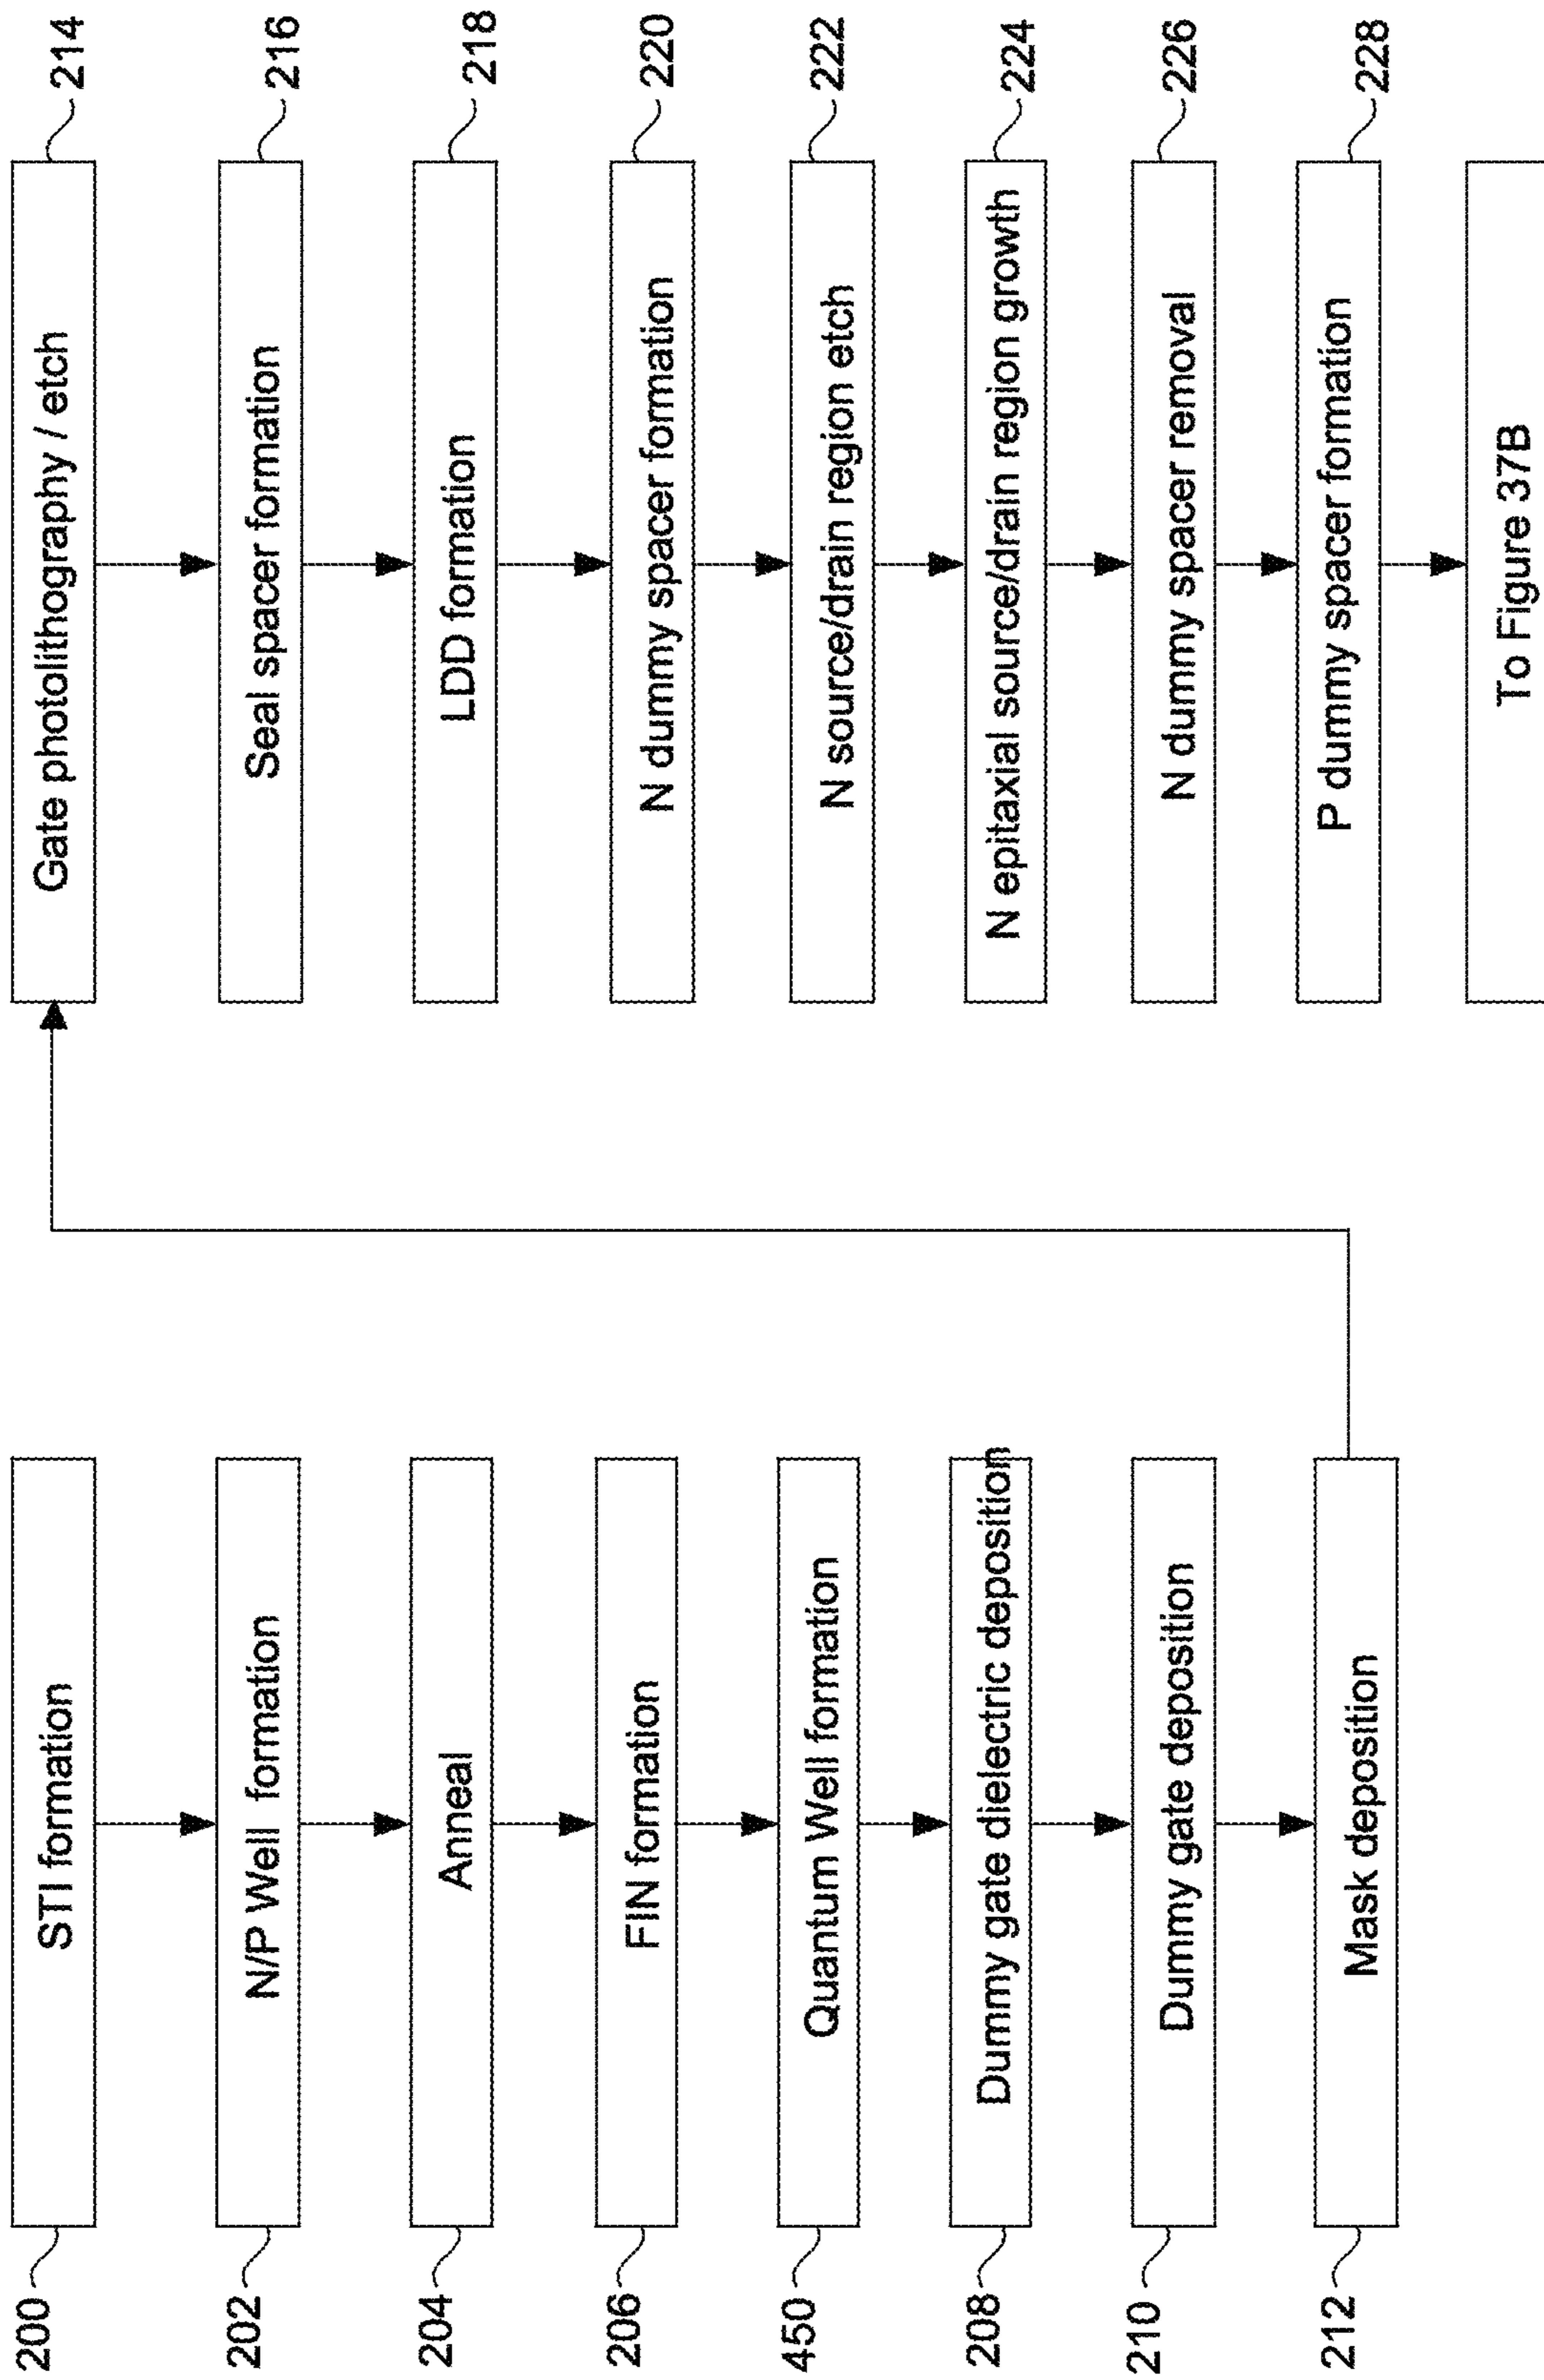 200
STI formation
202
N/P Well formation
204
Anneal
206
FIN formation
450
Quantum Well formation
208
Dummy gate dielectric deposition
210
Dummy gate deposition
212
Mask deposition
Gate photolithography / etch
214
Seal spacer formation
216
LDD formation
218
N dummy spacer formation
220
N source/drain region etch
222
N epitaxial source/drain region growth
224
N dummy spacer removal
226
P dummy spacer formation
228
To Figure 37B